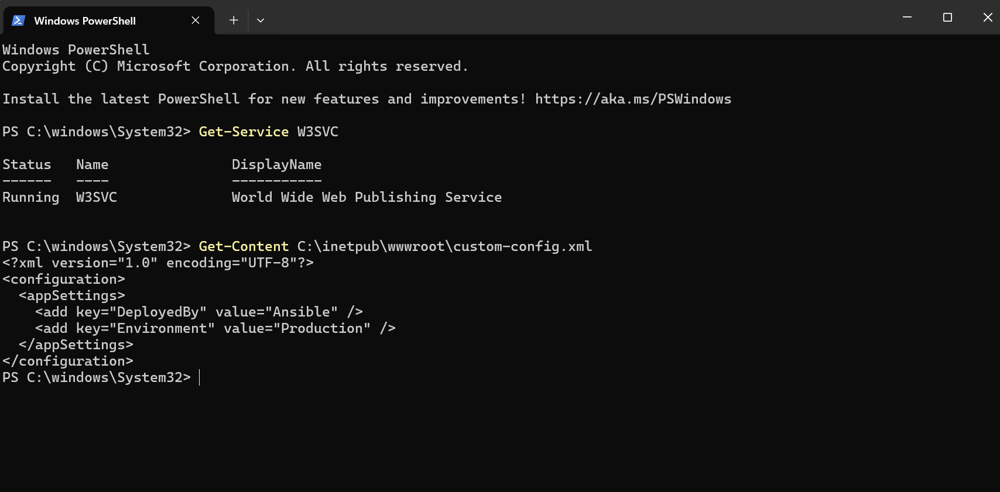 Windows PowerShell
Windows PowerShell
Copyright (C) Microsoft Corporation. All rights reserved.
Install the latest PowerShell for new features and improvements! https://aka.ms/PSWindows
PS C:\windows\System32> Get-Service W3SVC
Status   Name               DisplayName
------   ----               -----------
Running  W3SVC              World Wide Web Publishing Service
PS C:\windows\System32> Get-Content C:\inetpub\wwwroot\custom-config.xml
<?xml version="1.0" encoding="UTF-8"?>
<configuration>
  <appSettings>
    <add key="DeployedBy" value="Ansible" />
    <add key="Environment" value="Production" />
  </appSettings>
</configuration>
PS C:\windows\System32>